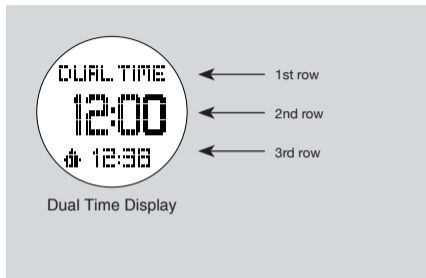 DUAL TIME
1st row
12:00
2nd row
12:38
3rd row
Dual Time Display